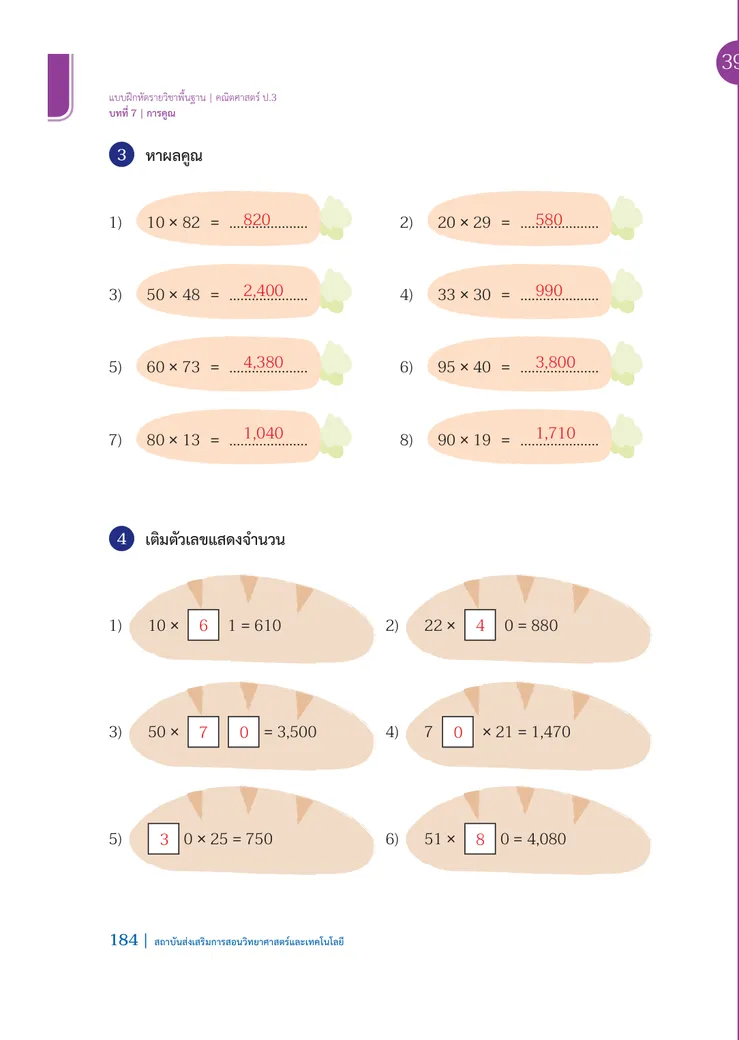 39
แบบฝึกหัดรายวิชาพื้นฐาน | คณิตศาสตร์ ป.3
บทที่ 7 | การคูณ
3 หาผลคูณ
1) 10 × 82 = 820 2) 20 × 29 = 580
3) 50 × 48 = 2,400 4) 33 × 30 = 990
5) 60 × 73 = 4,380 6) 95 × 40 = 3,800
7) 80 × 13 = 1,040 8) 90 × 19 = 1,710
4 เติมตัวเลขแสดงจำนวน
1) 10 × 6 1 = 610 2) 22 × 4 0 = 880
3) 50 × 7 0 = 3,500 4) 7 0 × 21 = 1,470
5) 3 0 × 25 = 750 6) 51 × 8 0 = 4,080
184 | สถาบันส่งเสริมการสอนวิทยาศาสตร์และเทคโนโลยี